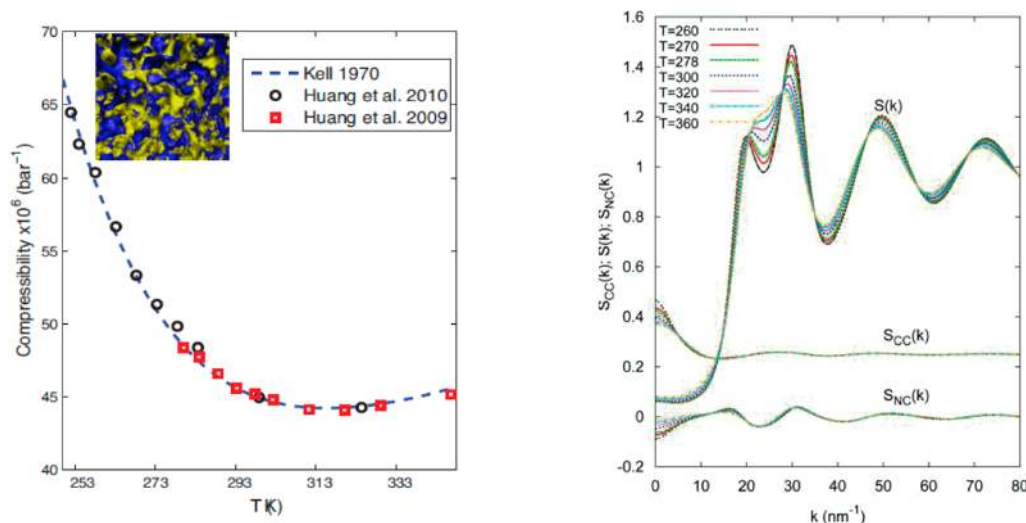 70
65
60
55
50
45
40
253
273
293
313
333
Compressibility x10⁶ (bar⁻¹)
T (K)
Kell 1970
Huang et al. 2010
Huang et al. 2009
1.6
1.4
1.2
1
0.8
0.6
0.4
0.2
0
-0.2
0
10
20
30
40
50
60
70
80
S_CC(k); S(k); S_NC(k)
k (nm⁻¹)
T=260
T=270
T=278
T=300
T=320
T=340
T=360
S(k)
S_CC(k)
S_NC(k)